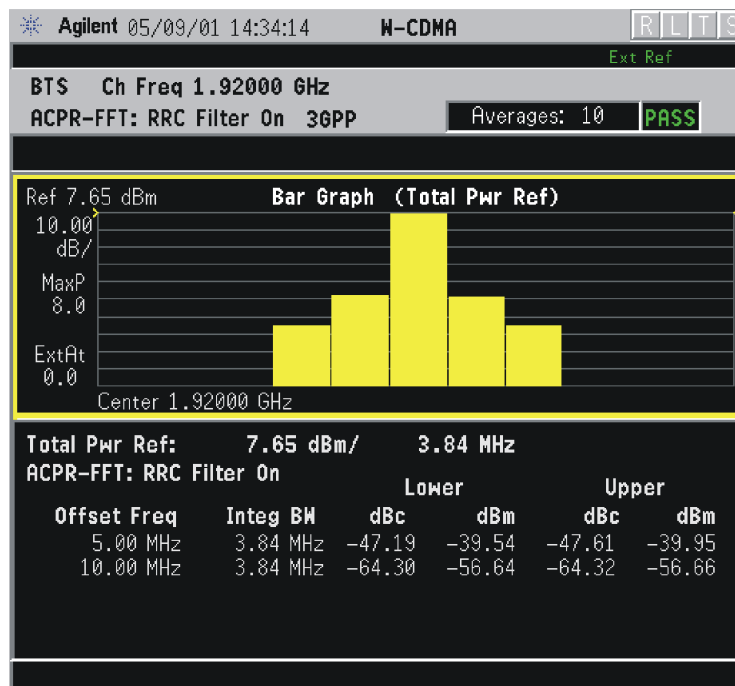 Agilent 05/09/01 14:34:14 W-CDMA R L T S
Ext Ref
BTS Ch Freq 1.92000 GHz
ACPR-FFT: RRC Filter On 3GPP Averages: 10 PASS
Ref 7.65 dBm Bar Graph (Total Pwr Ref)
10.00
dB/
MaxP
8.0
ExtAt
0.0
Center 1.92000 GHz
Total Pwr Ref: 7.65 dBm/ 3.84 MHz
ACPR-FFT: RRC Filter On
Lower Upper
Offset Freq Integ BW dBc dBm dBc dBm
5.00 MHz 3.84 MHz -47.19 -39.54 -47.61 -39.95
10.00 MHz 3.84 MHz -64.30 -56.64 -64.32 -56.66